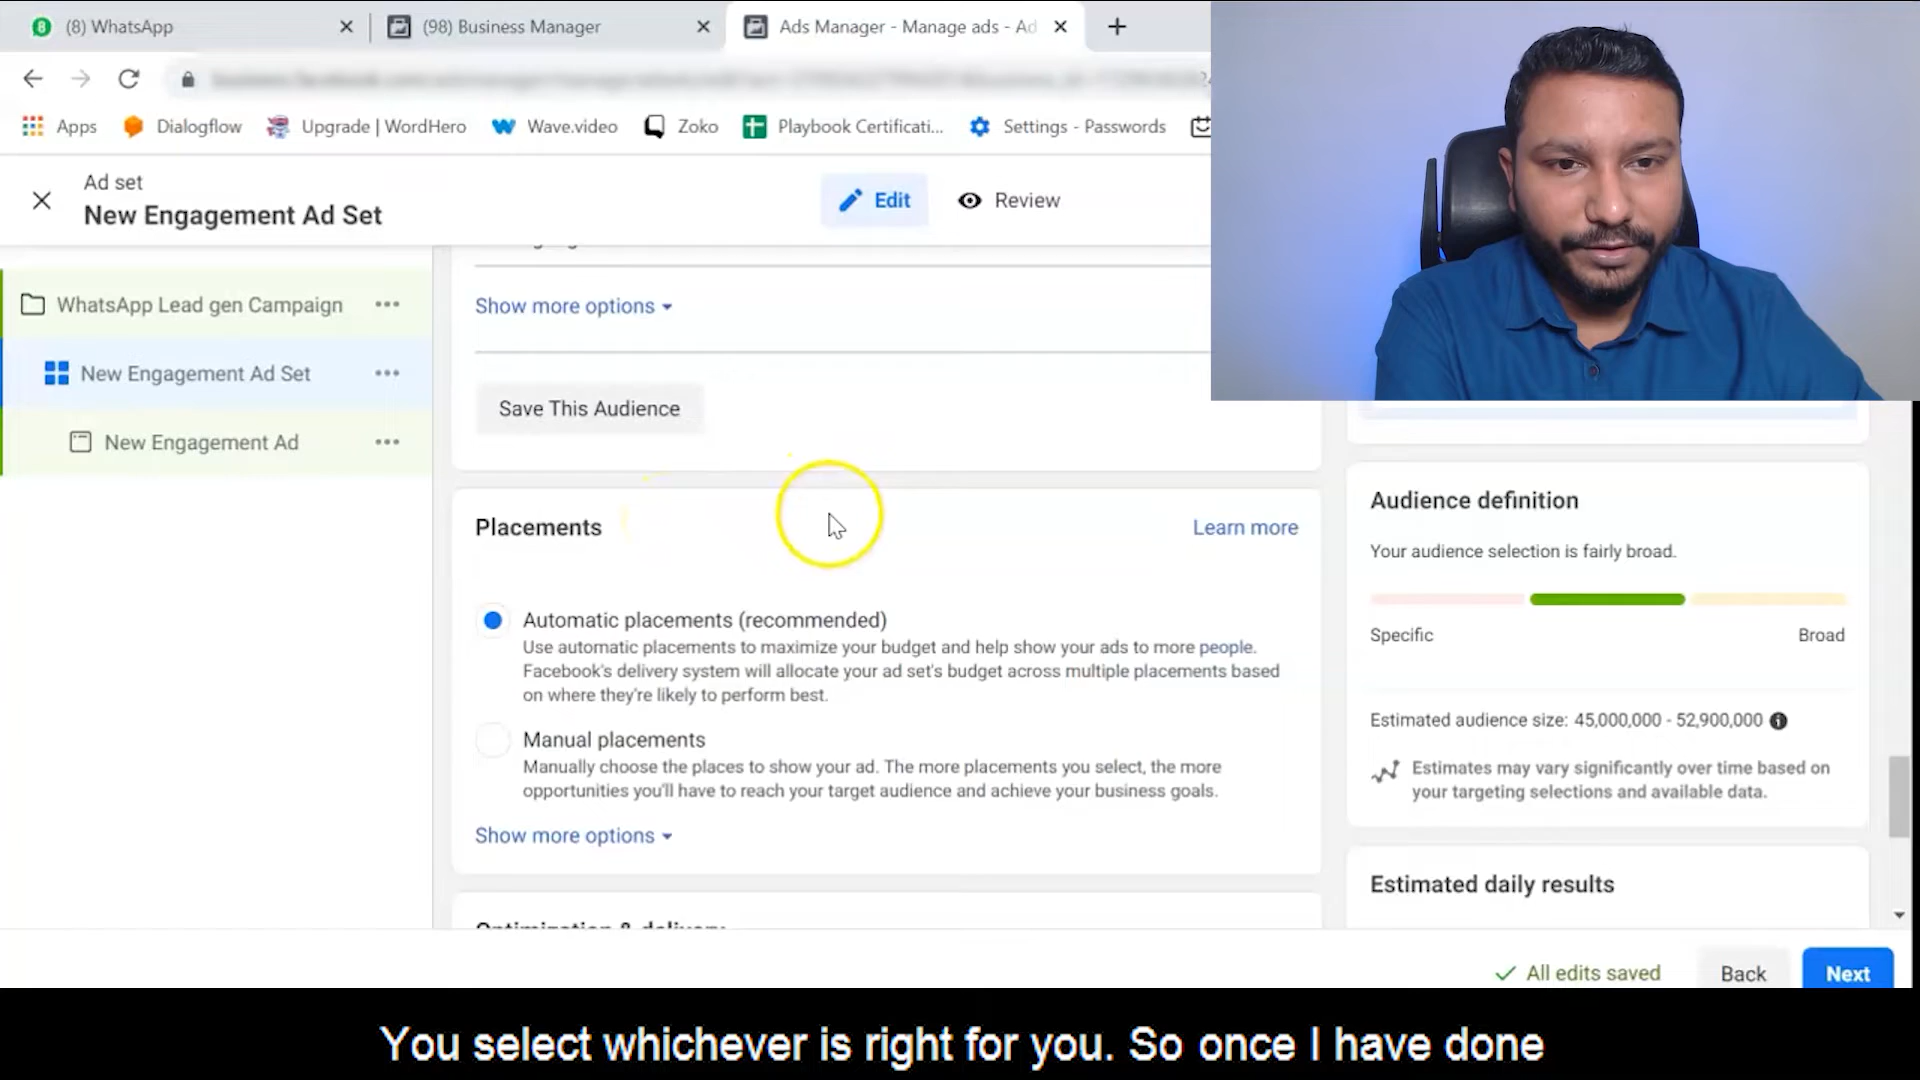 (8) WhatsApp
(98) Business Manager
Ads Manager - Manage ads - Ad
Apps
Dialogflow
Upgrade | WordHero
Wave.video
Zoko
Playbook Certificati...
Settings - Passwords
Ad set
New Engagement Ad Set
Edit
Review
WhatsApp Lead gen Campaign
New Engagement Ad Set
New Engagement Ad
Show more options
Save This Audience
Placements
Learn more
Automatic placements (recommended)
Use automatic placements to maximize your budget and help show your ads to more people.
Facebook's delivery system will allocate your ad set's budget across multiple placements based
on where they're likely to perform best.
Manual placements
Manually choose the places to show your ad. The more placements you select, the more
opportunities you'll have to reach your target audience and achieve your business goals.
Show more options
Optimization & delivery
Audience definition
Your audience selection is fairly broad.
Specific
Broad
Estimated audience size: 45,000,000 - 52,900,000
Estimates may vary significantly over time based on
your targeting selections and available data.
Estimated daily results
All edits saved
Back
Next
You select whichever is right for you. So once I have done